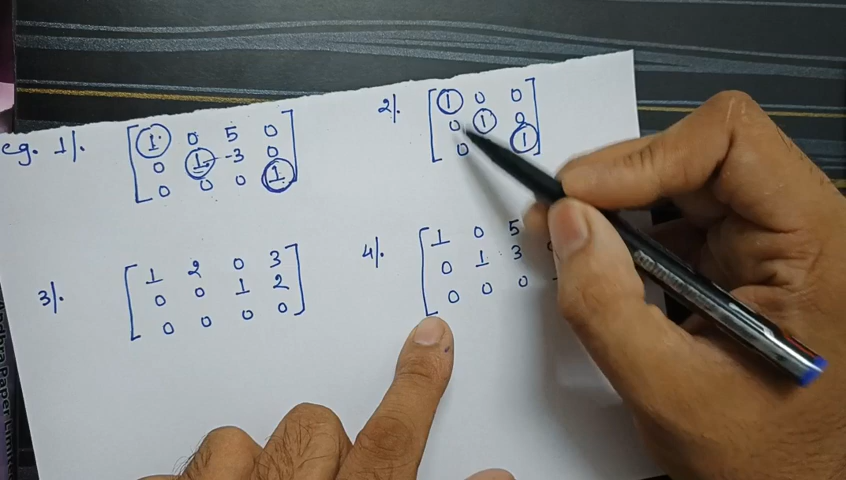 eg. 1/. [ 1 0 5 0
0 1 -3 0
0 0 0 1 ]
2/. [ 1 0 0
0 1 0
0 1 ]
3/. [ 1 2 0 3
0 0 1 2
0 0 0 0 ]
4/. [ 1 0 5
0 1 3
0 0 0